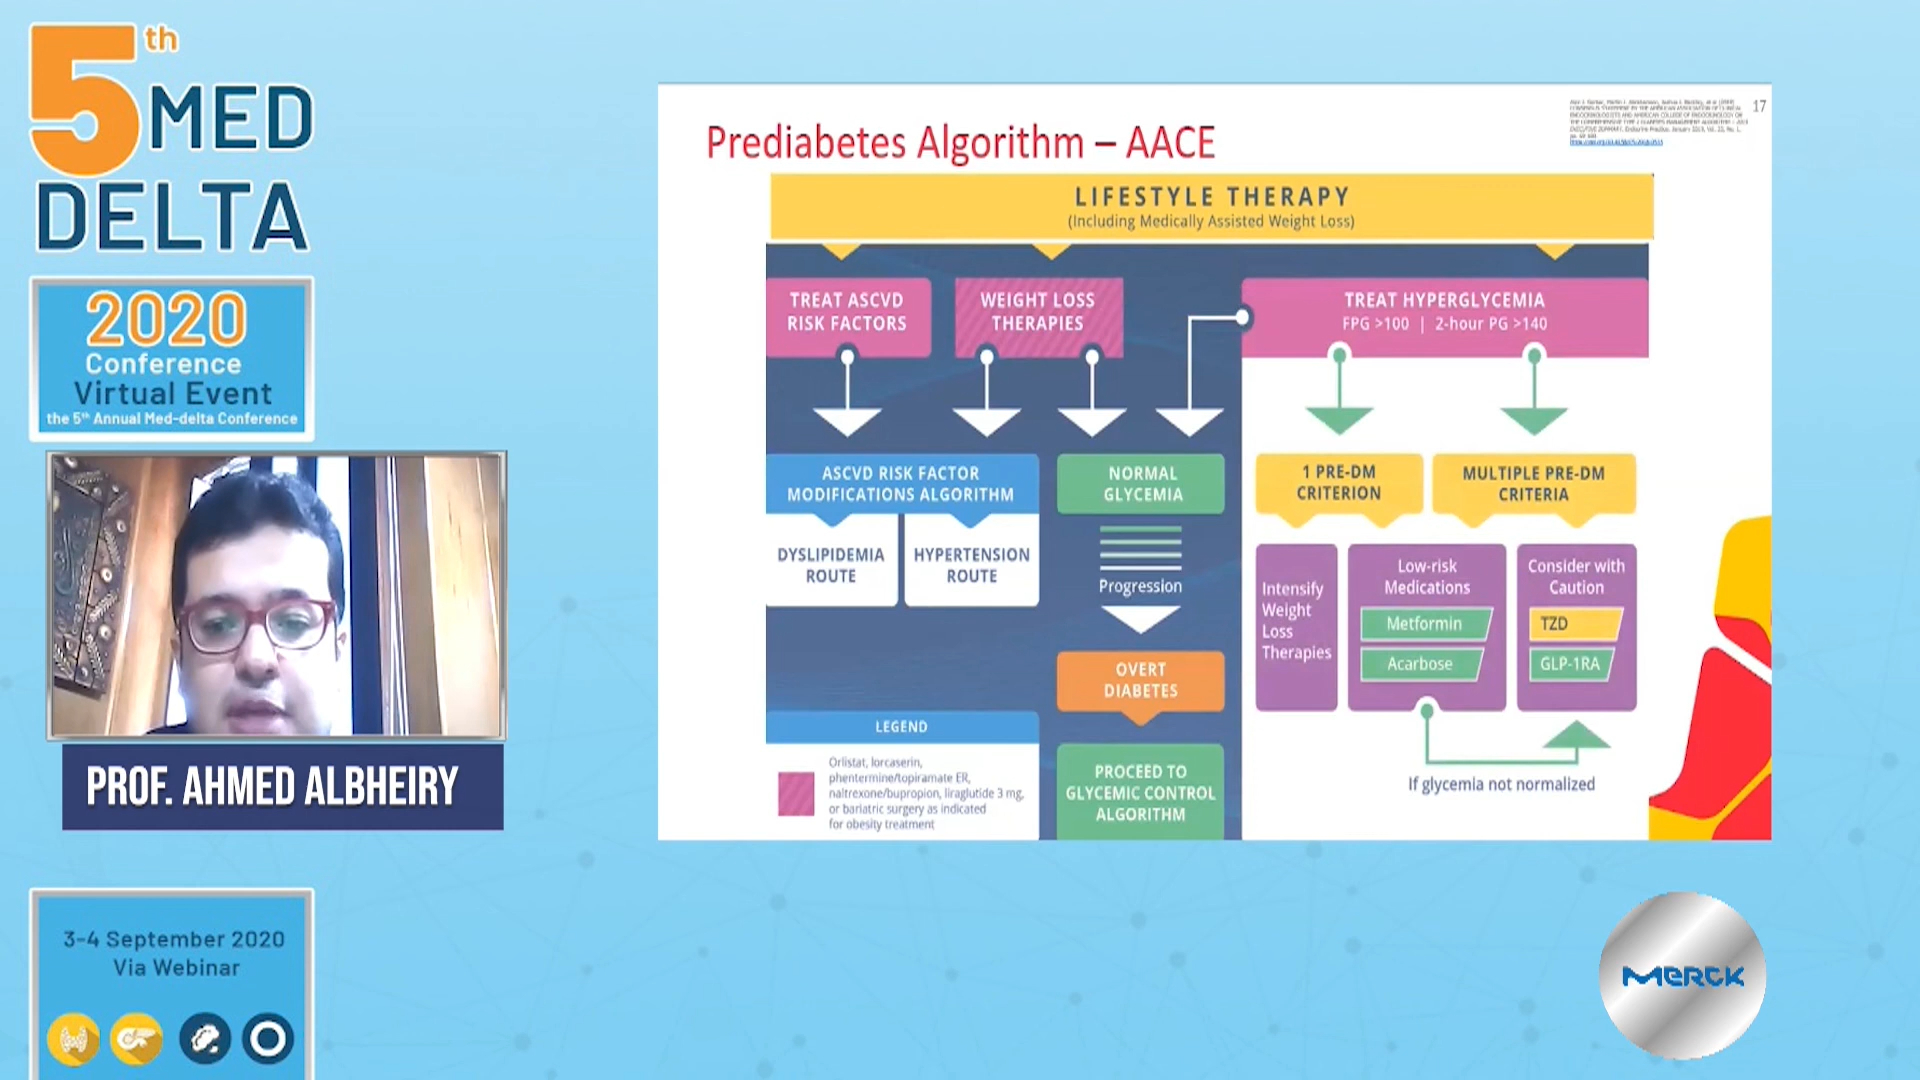 5th
MED
DELTA
2020
Conference
Virtual Event
the 5th Annual Med-delta Conference
PROF. AHMED ALBHEIRY
3-4 September 2020
Via Webinar
17
Prediabetes Algorithm – AACE
LIFESTYLE THERAPY
(Including Medically Assisted Weight Loss)
TREAT ASCVD
RISK FACTORS
WEIGHT LOSS
THERAPIES
TREAT HYPERGLYCEMIA
FPG >100 | 2-hour PG >140
ASCVD RISK FACTOR
MODIFICATIONS ALGORITHM
DYSLIPIDEMIA
ROUTE
HYPERTENSION
ROUTE
NORMAL
GLYCEMIA
Progression
OVERT
DIABETES
PROCEED TO
GLYCEMIC CONTROL
ALGORITHM
1 PRE-DM
CRITERION
MULTIPLE PRE-DM
CRITERIA
Intensify
Weight
Loss
Therapies
Low-risk
Medications
Metformin
Acarbose
Consider with
Caution
TZD
GLP-1RA
If glycemia not normalized
LEGEND
Orlistat, lorcaserin,
phentermine/topiramate ER,
naltrexone/bupropion, liraglutide 3 mg,
or bariatric surgery as indicated
for obesity treatment
MERCK